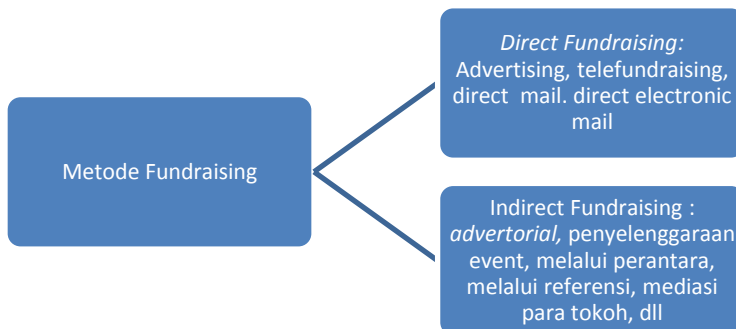 Direct Fundraising:
Advertising, telefundraising,
direct mail. direct electronic
mail
Metode Fundraising
Indirect Fundraising :
advertorial, penyelenggaraan
event, melalui perantara,
melalui referensi, mediasi
para tokoh, dll